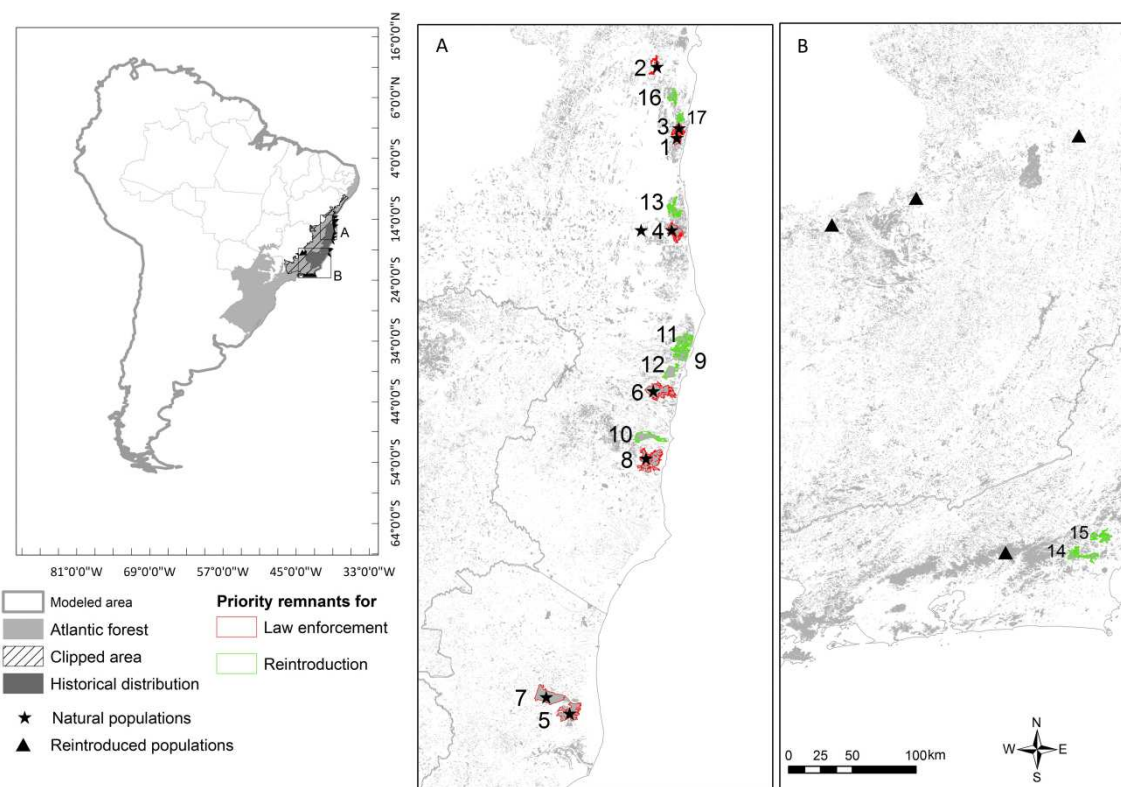 A
B
16°0'0"N
6°0'0"N
4°0'0"S
14°0'0"S
24°0'0"S
34°0'0"S
44°0'0"S
54°0'0"S
64°0'0"S
A
B
81°0'0"W 69°0'0"W 57°0'0"W 45°0'0"W 33°0'0"W
Modeled area
Atlantic forest
Clipped area
Historical distribution
Natural populations
Reintroduced populations
Priority remnants for
Law enforcement
Reintroduction
2
16
17
3
1
13
4
11
9
12
6
10
8
7
5
15
14
N
W E
S
0 25 50 100km